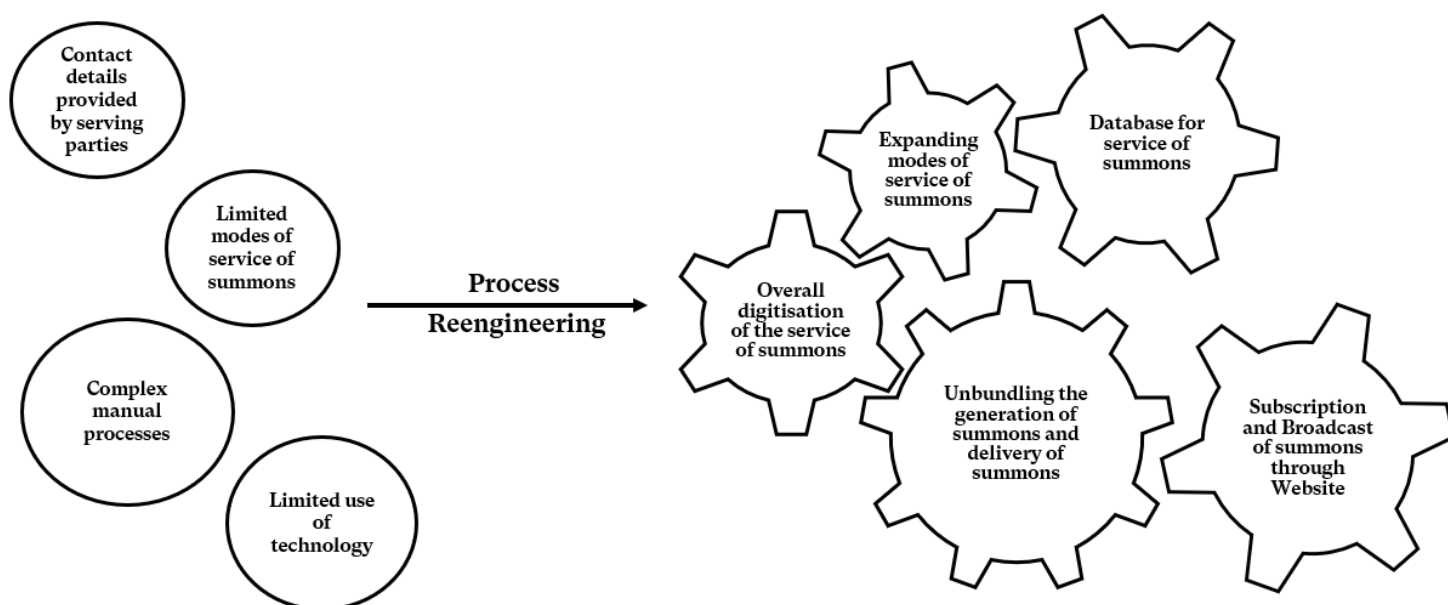 Contact
details
provided
by serving
parties
Limited
modes of
service of
summons
Complex
manual
processes
Limited use
of
technology
Process
Reengineering
Expanding
modes of
service of
summons
Database for
service of
summons
Overall
digitisation
of the service
of summons
Unbundling the
generation of
summons and
delivery of
summons
Subscription
and Broadcast
of summons
through
Website